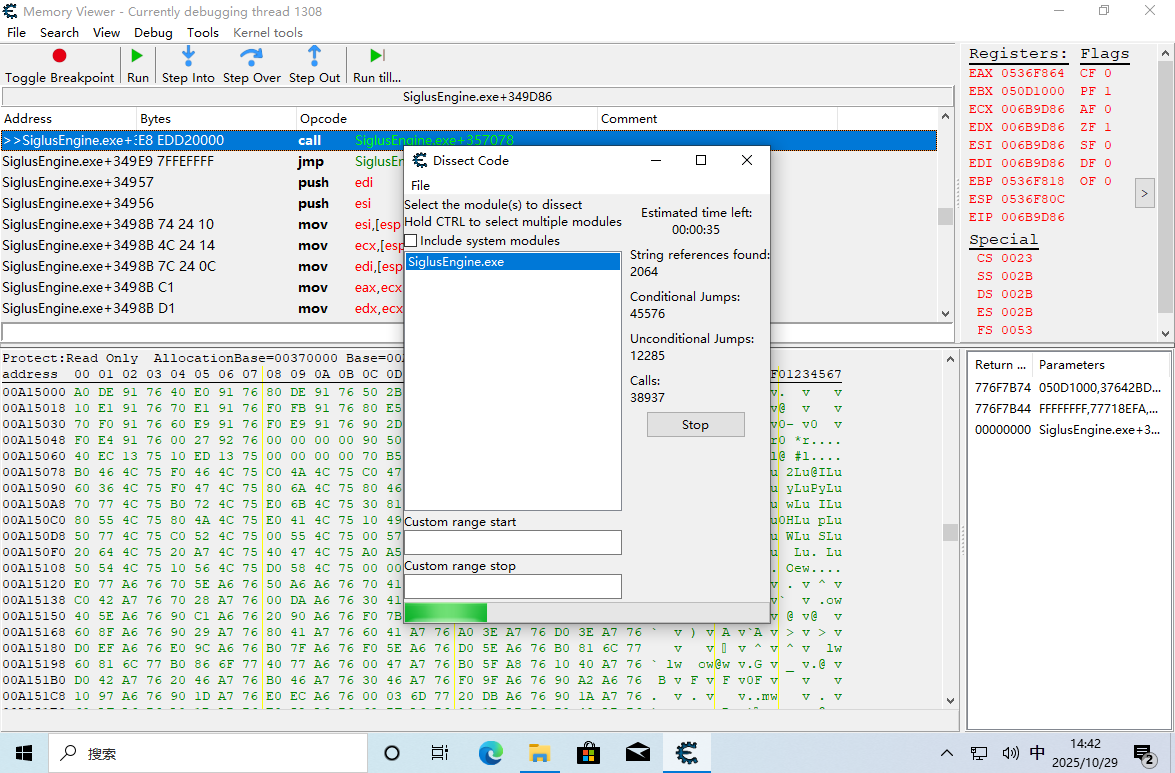 Memory Viewer - Currently debugging thread 1308
File Search View Debug Tools Kernel tools
Toggle Breakpoint Run Step Into Step Over Step Out Run till...
SiglusEngine.exe+349D86
Address Bytes Opcode Comment
>>SiglusEngine.exe+3 E8 EDD20000 call SiglusEngine.exe+357078
SiglusEngine.exe+349 E9 7FFEFFFF jmp Siglus
SiglusEngine.exe+349 57 push edi
SiglusEngine.exe+349 56 push esi
SiglusEngine.exe+349 8B 74 24 10 mov esi,[esp
SiglusEngine.exe+349 8B 4C 24 14 mov ecx,[esp
SiglusEngine.exe+349 8B 7C 24 0C mov edi,[esp
SiglusEngine.exe+349 8B C1 mov eax,ecx
SiglusEngine.exe+349 8B D1 mov edx,ecx
Registers: Flags
EAX 0536F864 CF 0
EBX 050D1000 PF 1
ECX 006B9D86 AF 0
EDX 006B9D86 ZF 1
ESI 006B9D86 SF 0
EDI 006B9D86 DF 0
EBP 0536F818 OF 0
ESP 0536F80C
EIP 006B9D86
>
Special
CS 0023
SS 002B
DS 002B
ES 002B
FS 0053
Dissect Code
File
Select the module(s) to dissect
Hold CTRL to select multiple modules
Include system modules
SiglusEngine.exe
Custom range start
Custom range stop
Estimated time left:
00:00:35
String references found:
2064
Conditional Jumps:
45576
Unconditional Jumps:
12285
Calls:
38937
Stop
Protect:Read Only AllocationBase=00370000 Base=00A
address 00 01 02 03 04 05 06 07 08 09 0A 0B 0C 0D F01234567
00A15000 A0 DE 91 76 40 E0 91 76 80 DE 91 76 50 2B
00A15018 10 E1 91 76 70 E1 91 76 F0 FB 91 76 80 E5
00A15030 70 F0 91 76 60 E9 91 76 F0 E9 91 76 90 2D
00A15048 F0 E4 91 76 00 27 92 76 00 00 00 00 90 50
00A15060 40 EC 13 75 10 ED 13 75 00 00 00 00 70 B5
00A15078 B0 46 4C 75 F0 46 4C 75 C0 4A 4C 75 C0 47
00A15090 60 36 4C 75 F0 47 4C 75 80 6A 4C 75 80 46
00A150A8 70 77 4C 75 B0 72 4C 75 E0 6B 4C 75 30 81
00A150C0 80 55 4C 75 80 4A 4C 75 E0 41 4C 75 10 49
00A150D8 50 77 4C 75 C0 52 4C 75 00 55 4C 75 00 57
00A150F0 20 64 4C 75 20 A7 4C 75 40 47 4C 75 A0 A5
00A15108 50 54 4C 75 10 56 4C 75 D0 58 4C 75 00 00
00A15120 E0 77 A6 76 70 5E A6 76 50 A6 A6 76 70 41
00A15138 C0 42 A7 76 70 28 A7 76 00 DA A6 76 30 41
00A15150 40 5E A6 76 90 C1 A6 76 20 90 A6 76 F0 7B
00A15168 60 8F A6 76 90 29 A7 76 80 41 A7 76 60 41 A7 76 A0 3E A7 76 D0 3E A7 76
00A15180 D0 EF A6 76 E0 9C A6 76 B0 7F A6 76 F0 5E A6 76 D0 5E A6 76 B0 81 6C 77
00A15198 60 81 6C 77 B0 86 6F 77 40 77 A6 76 00 47 A7 76 B0 5F A8 76 10 40 A7 76
00A151B0 D0 42 A7 76 20 46 A7 76 B0 46 A7 76 30 46 A7 76 F0 9F A6 76 90 A2 A6 76
00A151C8 10 97 A6 76 90 1D A7 76 E0 EC A6 76 00 03 6D 77 20 DB A6 76 90 1A A7 76
Return ... Parameters
776F7B74 050D1000,37642BD...
776F7B44 FFFFFFFF,77718EFA,...
00000000 SiglusEngine.exe+3...
搜索
中
14:42
2025/10/29
2